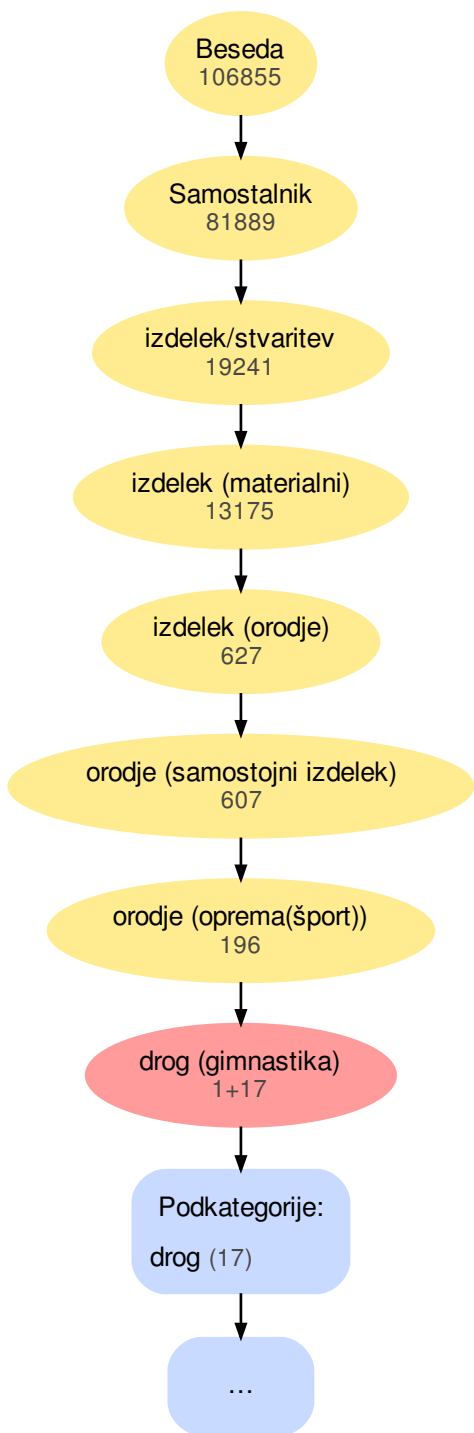 Beseda
106855
Samostalnik
81889
izdelek/stvaritev
19241
izdelek (materialni)
13175
izdelek (orodje)
627
orodje (samostojni izdelek)
607
orodje (oprema(šport))
196
drog (gimnastika)
1+17
Podkategorije:
drog (17)
...